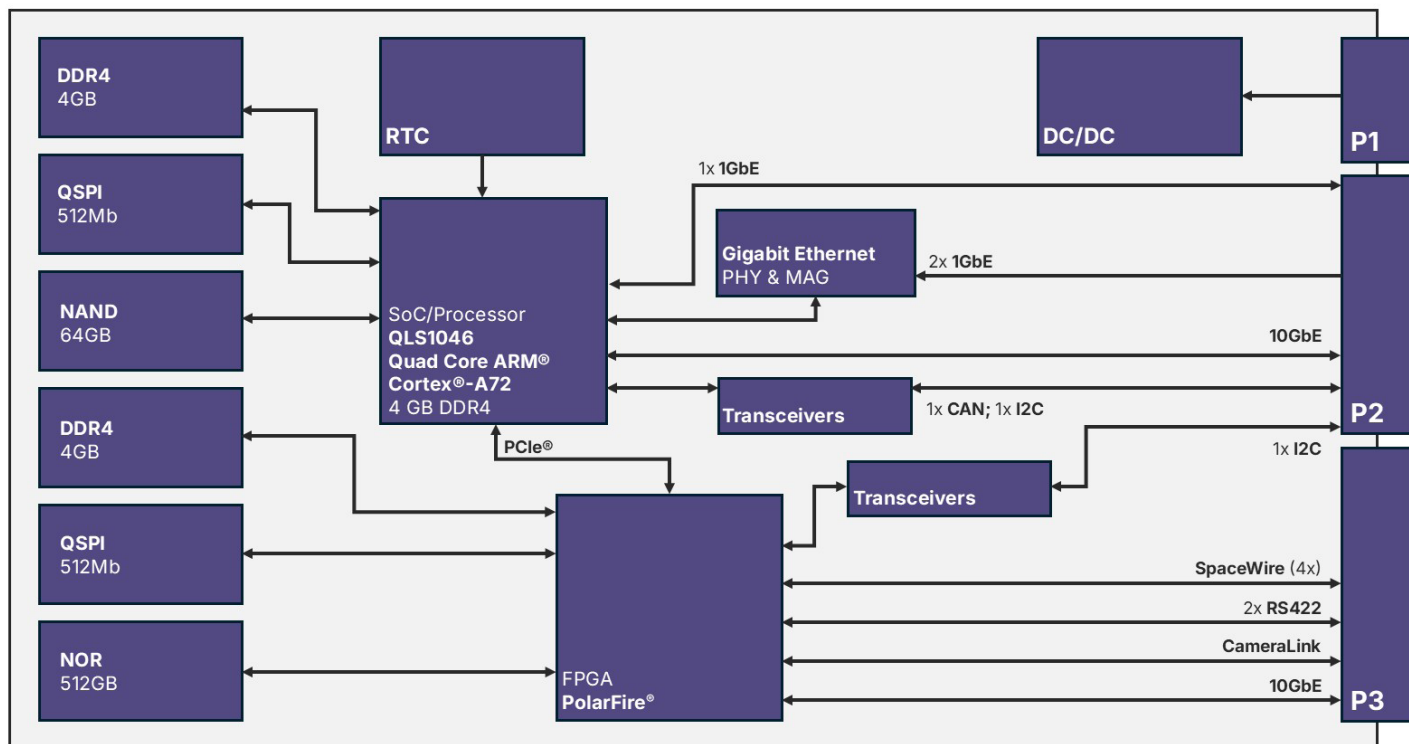 DDR4
4GB
QSPI
512Mb
NAND
64GB
DDR4
4GB
QSPI
512Mb
NOR
512GB
RTC
SoC/Processor
QLS1046
Quad Core ARM®
Cortex®-A72
4 GB DDR4
PCIe®
FPGA
PolarFire®
1x 1GbE
Gigabit Ethernet
PHY & MAG
2x 1GbE
10GbE
Transceivers
1x CAN; 1x I2C
Transceivers
1x I2C
SpaceWire (4x)
2x RS422
CameraLink
10GbE
DC/DC
P1
P2
P3